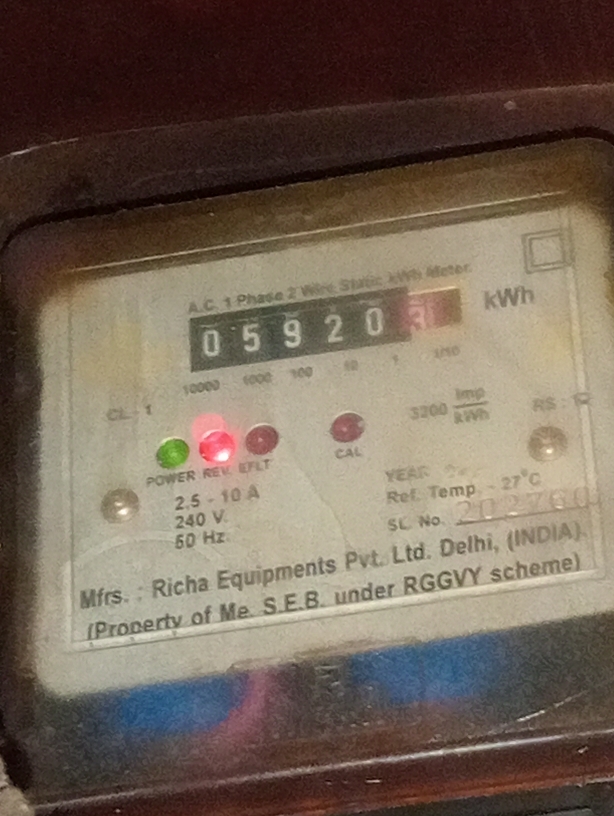 A.C. 1 Phase 2 Wire Static kWh Meter.
0 5 9 2 0 3 kWh
10000 1000 100 10 1 1/10
CL. 1
3200 Imp/kWh
RS :
POWER REV. EFLT
CAL
2.5 - 10 A
240 V.
50 Hz.
YEAR
Ref. Temp. - 27°C
SL. No. 202760
Mfrs. : Richa Equipments Pvt. Ltd. Delhi, (INDIA).
(Property of Me. S.E.B. under RGGVY scheme)